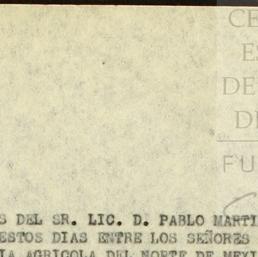 CE
ES
DE
DE
FU
S DEL SR. LIC. D. PABLO MARTI
ESTOS DIAS ENTRE LOS SEÑORES
IA AGRICOLA DEL NORTE DE MEXI